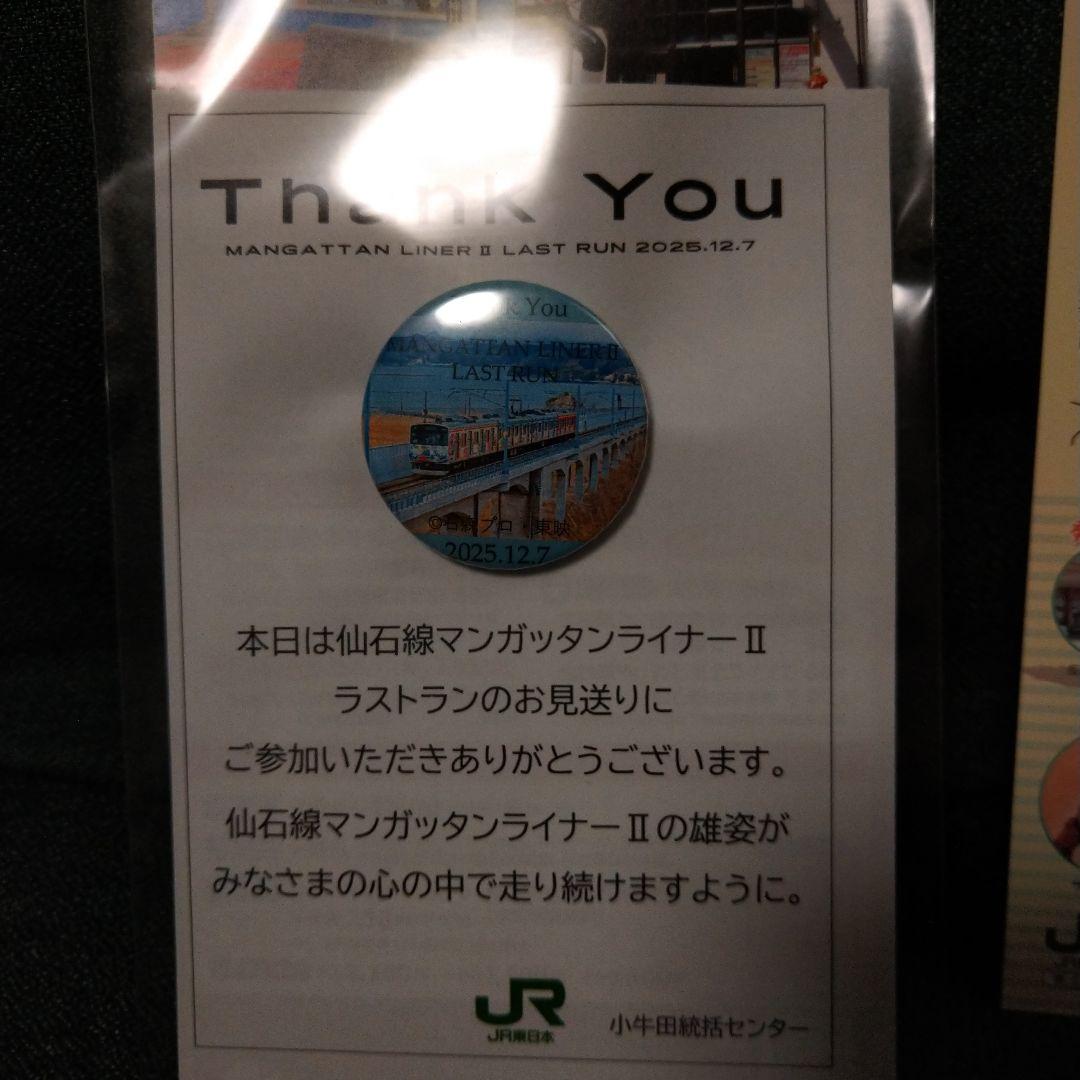 Thank You
MANGATTAN LINER Ⅱ LAST RUN 2025.12.7
k You
MANGATTAN LINER Ⅱ
LAST RUN
©石森プロ・東映
2025.12.7
本日は仙石線マンガッタンライナーⅡ
ラストランのお見送りに
ご参加いただきありがとうございます。
仙石線マンガッタンライナーⅡの雄姿が
みなさまの心の中で走り続けますように。
JR
JR東日本
小牛田統括センター